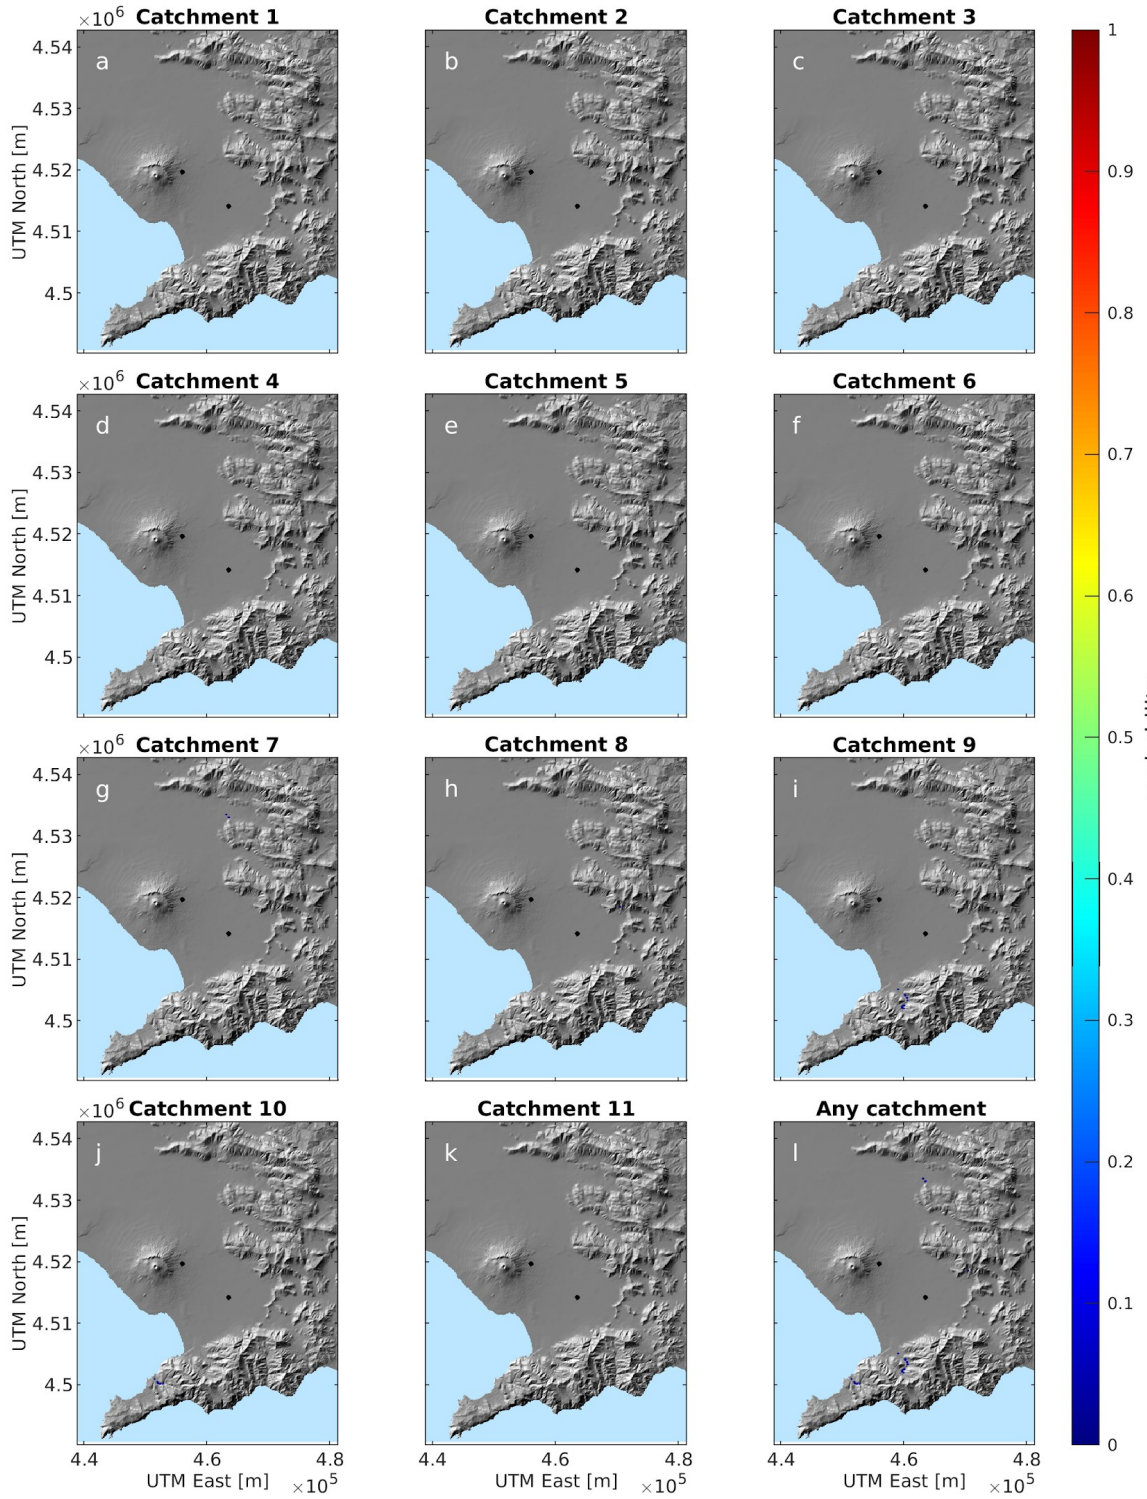 ×10⁶ Catchment 1 Catchment 2 Catchment 3 1
4.54 a b c
4.53
0.9
4.52
UTM North [m]
4.51
0.8
4.5
×10⁶ Catchment 4 Catchment 5 Catchment 6
4.54 d e f
0.7
4.53
4.52
UTM North [m]
4.51
0.6
4.5
×10⁶ Catchment 7 Catchment 8 Catchment 9
0.5
4.54 g h i
4.53
4.52
0.4
UTM North [m]
4.51
4.5
0.3
×10⁶ Catchment 10 Catchment 11 Any catchment
4.54 j k l
0.2
4.53
4.52
UTM North [m]
0.1
4.51
4.5
0
4.4 4.6 4.8 4.4 4.6 4.8 4.4 4.6 4.8
UTM East [m] ×10⁵ UTM East [m] ×10⁵ UTM East [m] ×10⁵